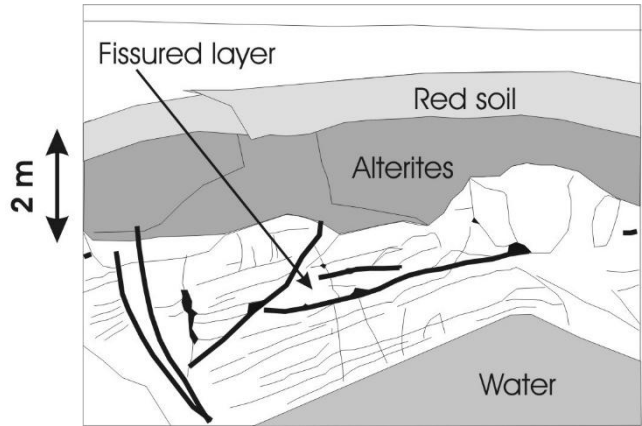 Fissured layer
Red soil
Alterites
2 m
Water